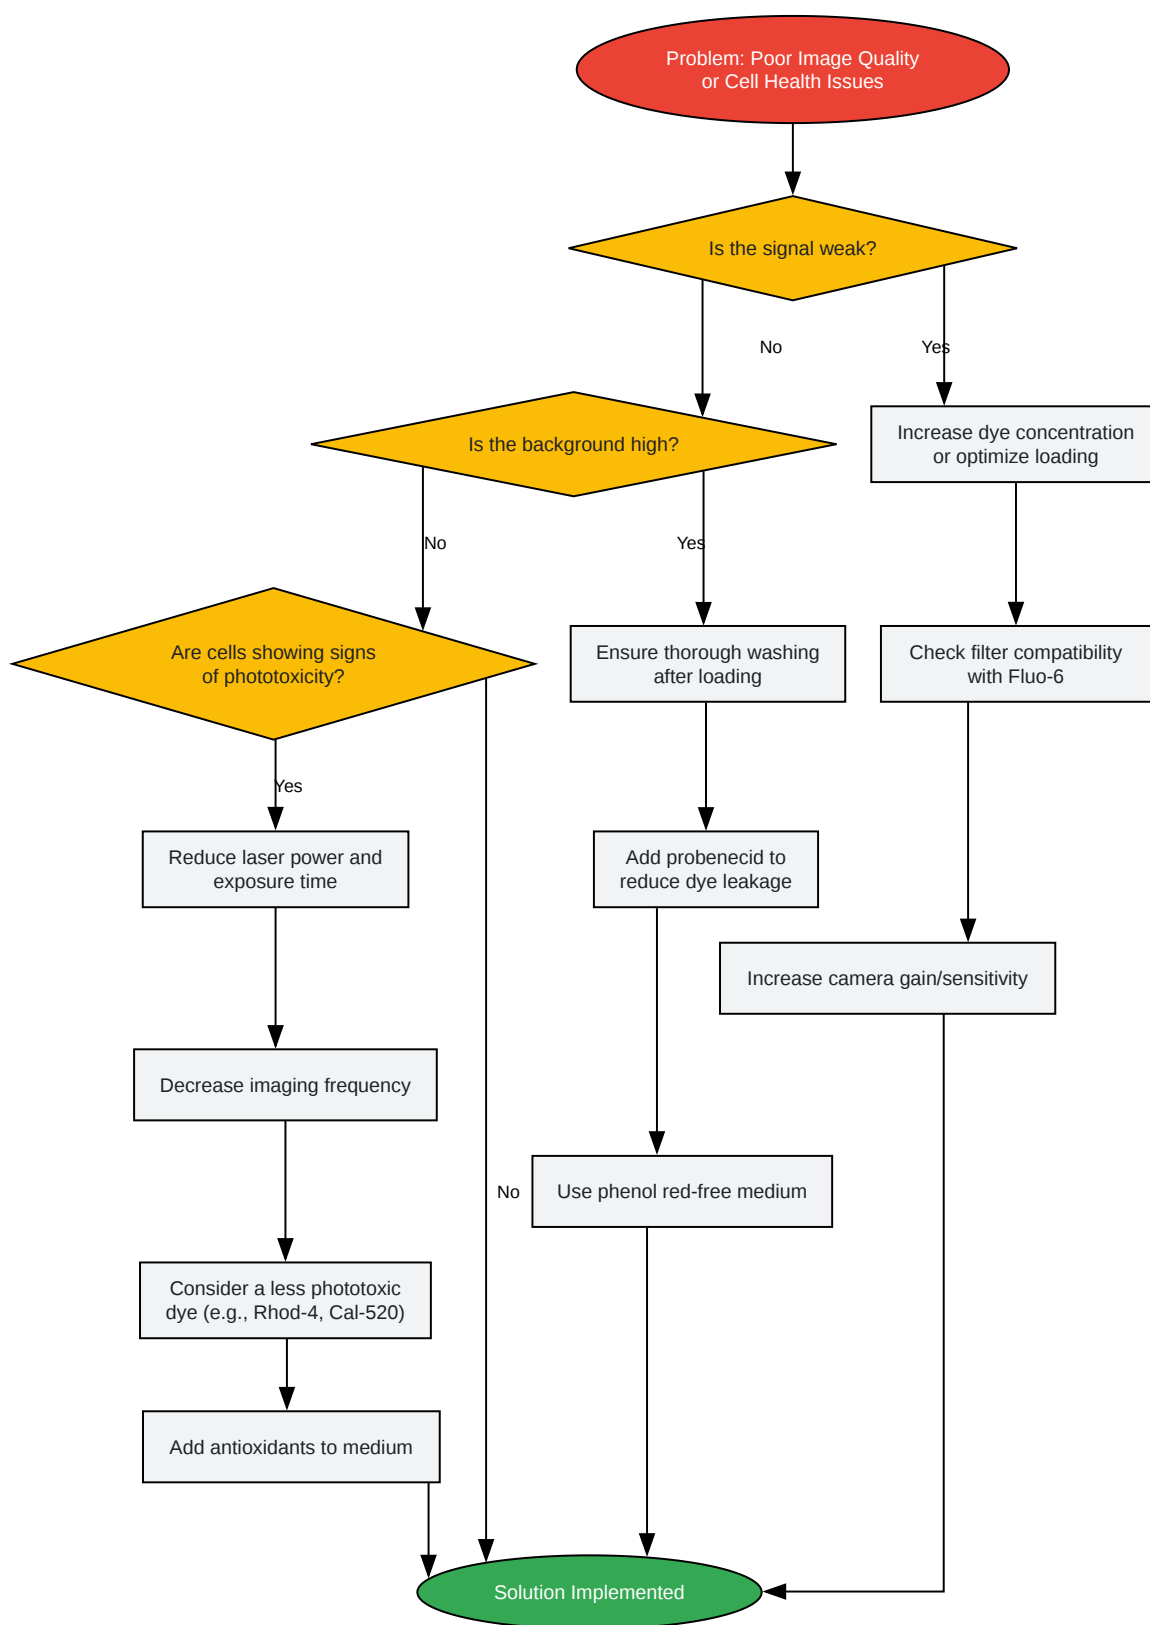 Problem: Poor Image Quality
or Cell Health Issues
Is the signal weak?
No
Yes
Is the background high?
Increase dye concentration
or optimize loading
No
Yes
Are cells showing signs
of phototoxicity?
Ensure thorough washing
after loading
Check filter compatibility
with Fluo-6
Yes
Reduce laser power and
exposure time
Add probenecid to
reduce dye leakage
Increase camera gain/sensitivity
Decrease imaging frequency
No
Use phenol red-free medium
Consider a less phototoxic
dye (e.g., Rhod-4, Cal-520)
Add antioxidants to medium
Solution Implemented